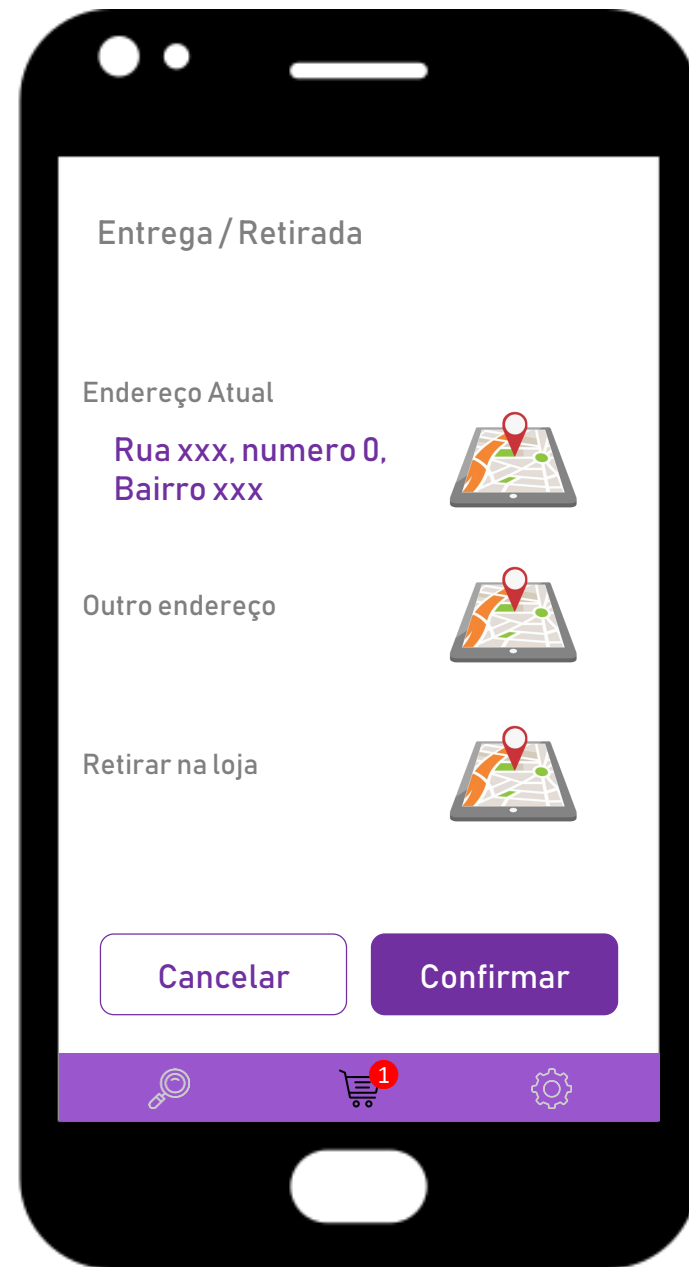 Entrega / Retirada
Endereço Atual
Rua xxx, numero 0,
Bairro xxx
Outro endereço
Retirar na loja
Cancelar
Confirmar
1